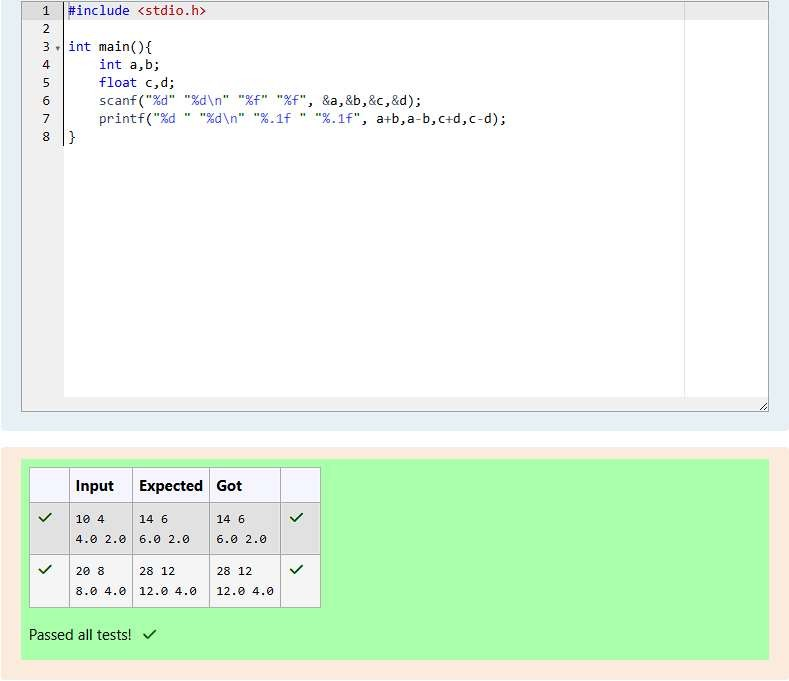 1 #include <stdio.h>
2
3 int main(){
4     int a,b;
5     float c,d;
6     scanf("%d" "%d\n" "%f" "%f", &a,&b,&c,&d);
7     printf("%d " "%d\n" "%.1f " "%.1f", a+b,a-b,c+d,c-d);
8 }
Input Expected Got
10 4 14 6 14 6
4.0 2.0 6.0 2.0 6.0 2.0
20 8 28 12 28 12
8.0 4.0 12.0 4.0 12.0 4.0
Passed all tests!